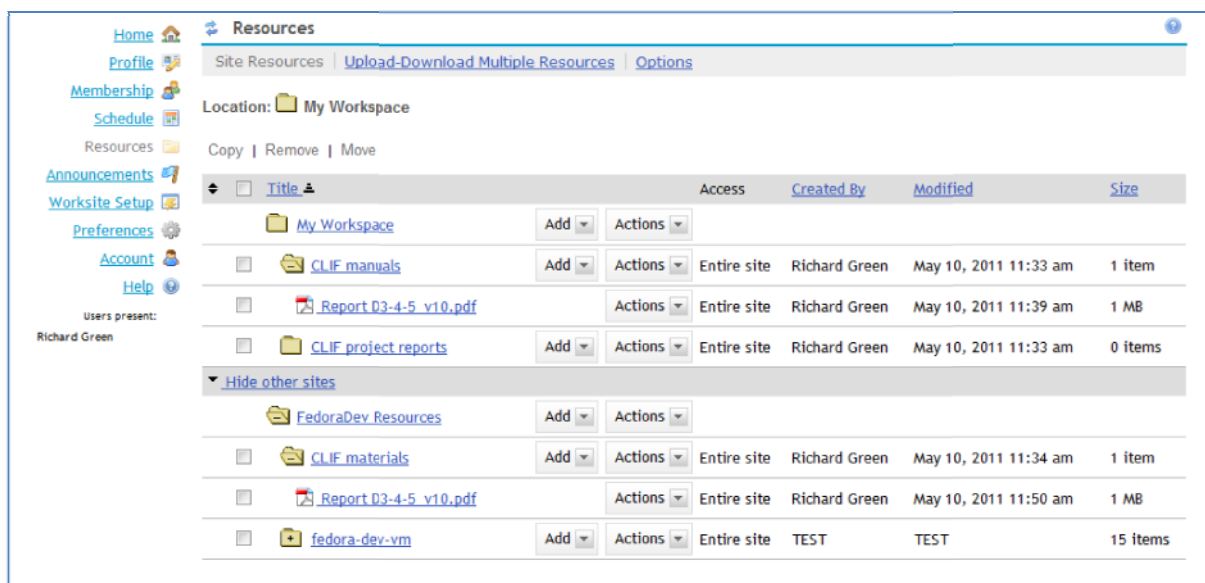 Home
Profile
Membership
Schedule
Resources
Announcements
Worksite Setup
Preferences
Account
Help
Users present:
Richard Green
Resources
Site Resources | Upload-Download Multiple Resources | Options
Location: My Workspace
Copy | Remove | Move
Title Access Created By Modified Size
My Workspace Add Actions
CLIF manuals Add Actions Entire site Richard Green May 10, 2011 11:33 am 1 item
Report D3-4-5_v10.pdf Actions Entire site Richard Green May 10, 2011 11:39 am 1 MB
CLIF project reports Add Actions Entire site Richard Green May 10, 2011 11:33 am 0 items
Hide other sites
FedoraDev Resources Add Actions
CLIF materials Add Actions Entire site Richard Green May 10, 2011 11:34 am 1 item
Report D3-4-5_v10.pdf Actions Entire site Richard Green May 10, 2011 11:50 am 1 MB
fedora-dev-vm Add Actions Entire site TEST TEST 15 items